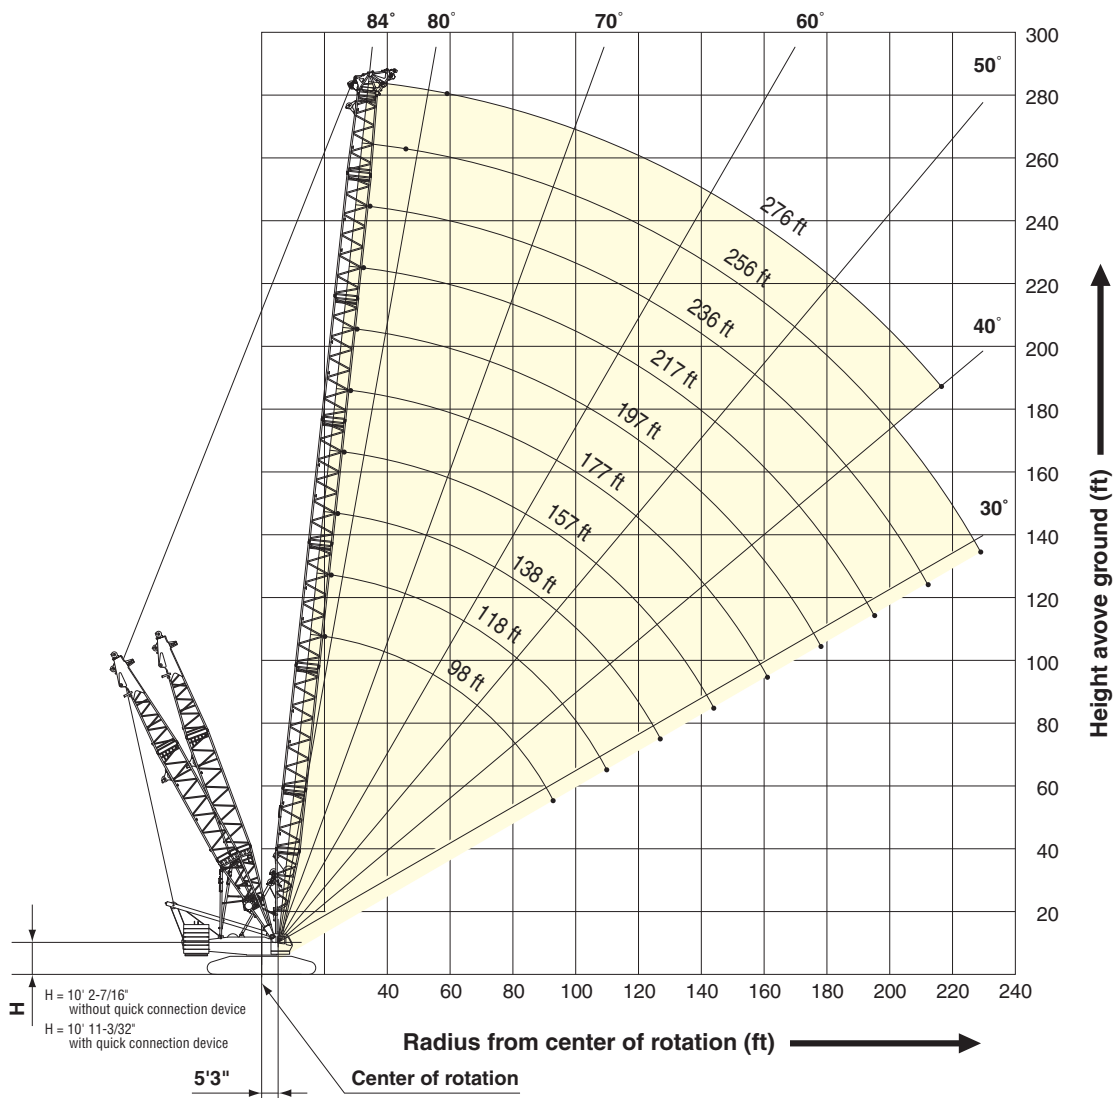 84° 80° 70° 60°
300
50°
280
260
276 ft
240
256 ft
220
236 ft
40°
200
217 ft
180
197 ft
160
177 ft
30°
157 ft
140
138 ft
120
118 ft
100
98 ft
80
60
40
20
Height avove ground (ft)
40 60 80 100 120 140 160 180 200 220 240
H
H = 10' 2-7/16"
without quick connection device
H = 10' 11-3/32"
with quick connection device
Radius from center of rotation (ft)
5'3"
Center of rotation